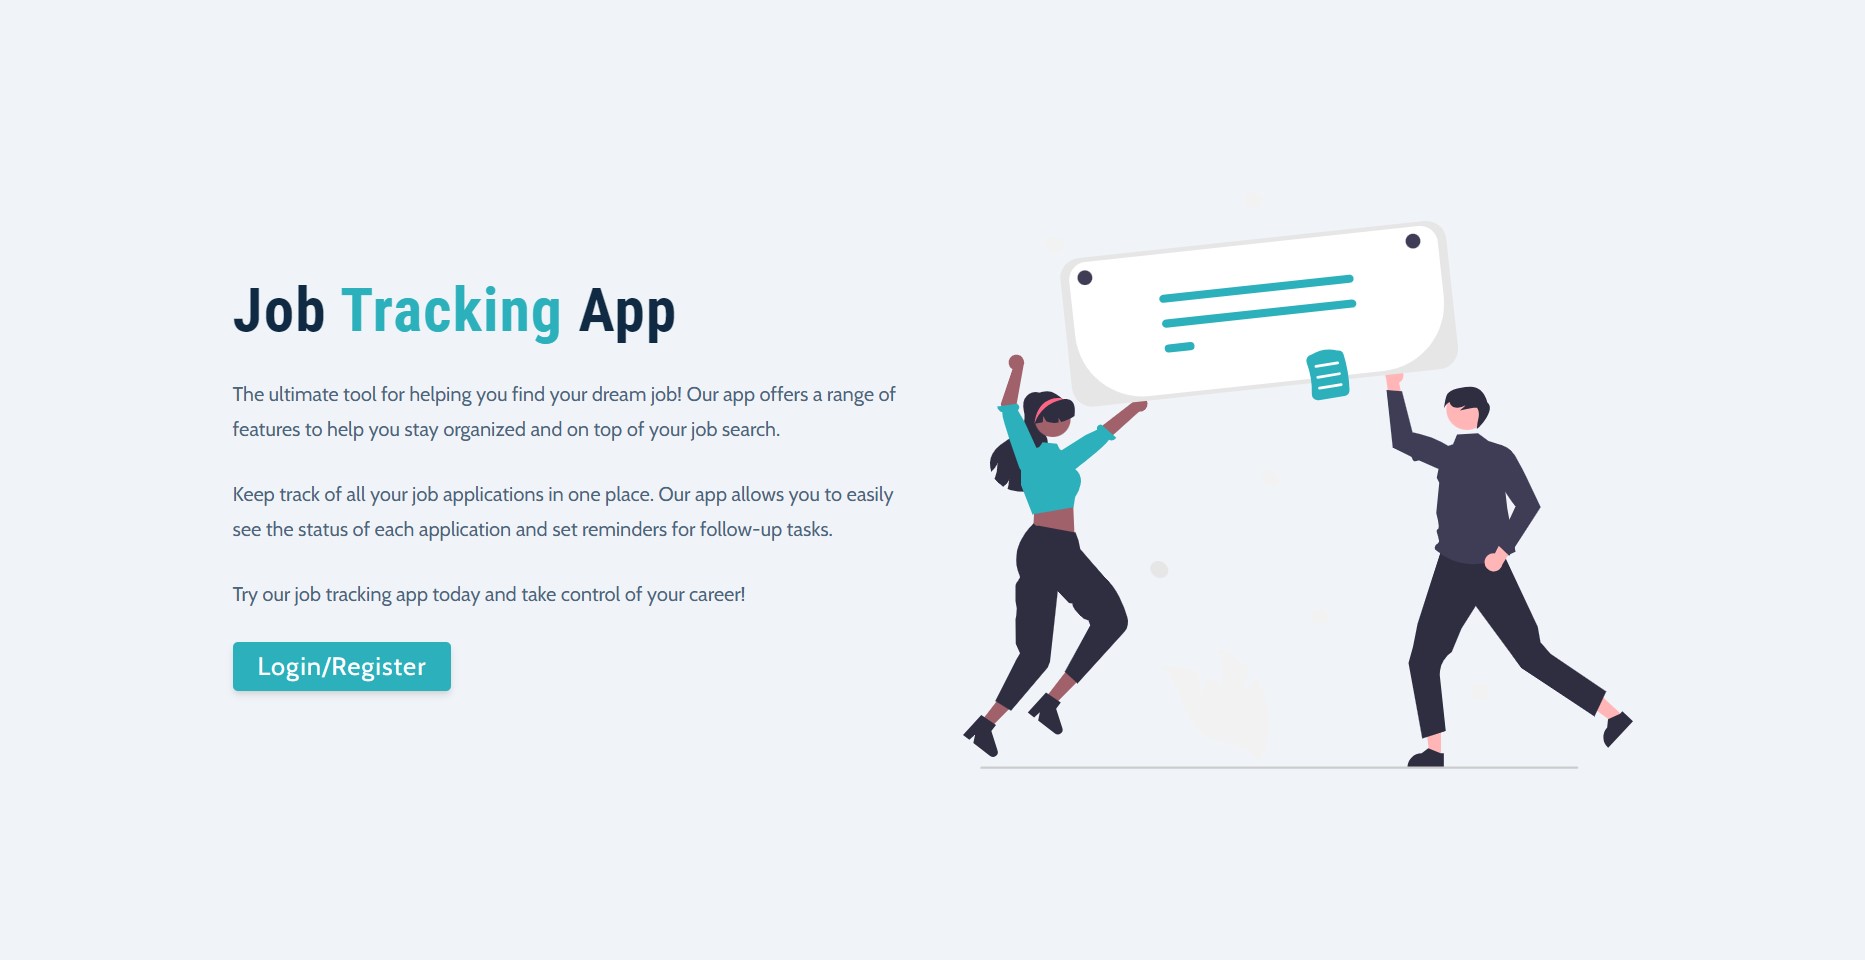 Job Tracking App
The ultimate tool for helping you find your dream job! Our app offers a range of
features to help you stay organized and on top of your job search.
Keep track of all your job applications in one place. Our app allows you to easily
see the status of each application and set reminders for follow-up tasks.
Try our job tracking app today and take control of your career!
Login/Register